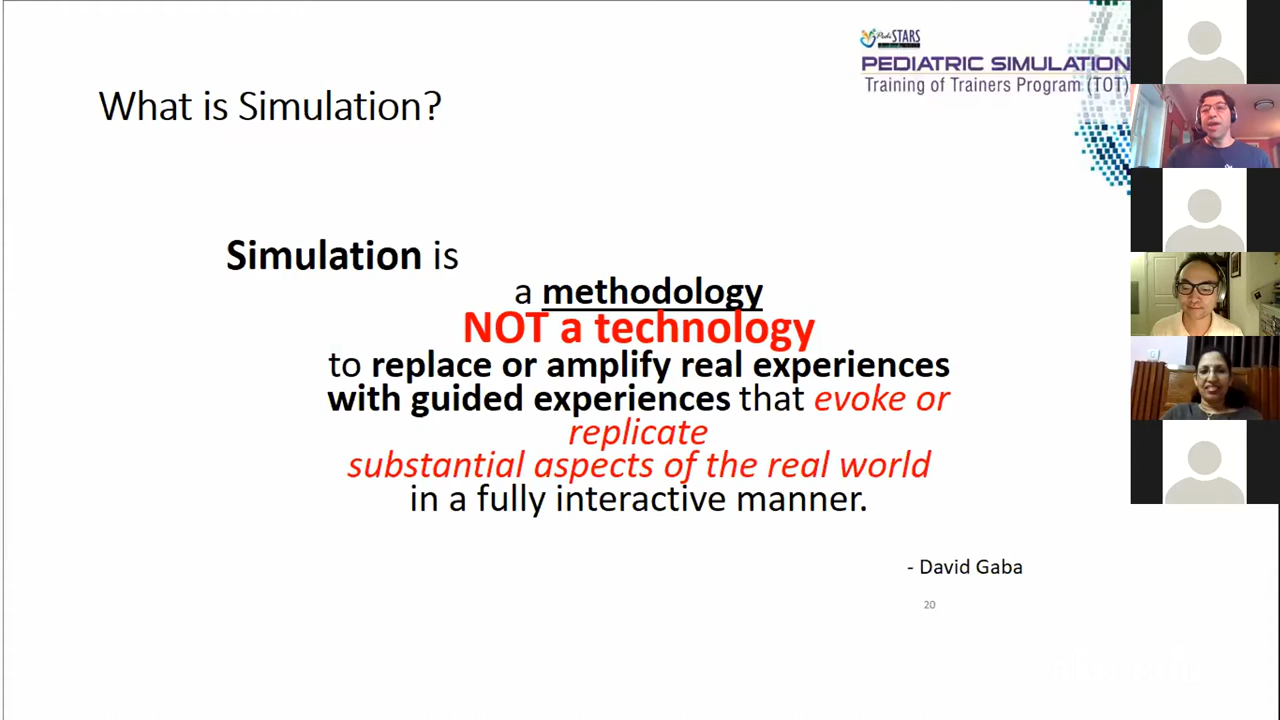 PediSTARS
PEDIATRIC SIMULATION
Training of Trainers Program (TOT)
What is Simulation?
Simulation is
a methodology
NOT a technology
to replace or amplify real experiences
with guided experiences that evoke or
replicate
substantial aspects of the real world
in a fully interactive manner.
- David Gaba
20